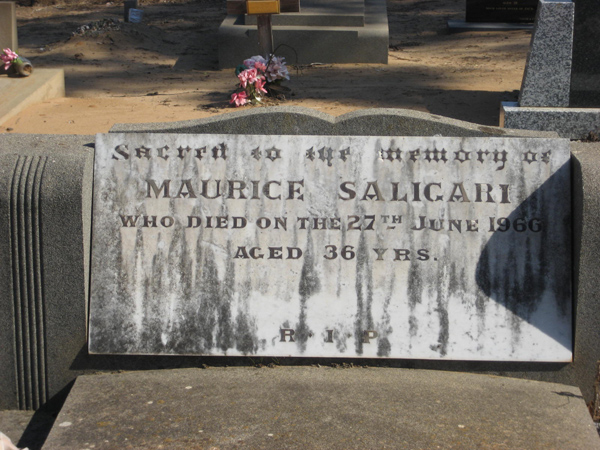 Sacred to the memory of
MAURICE SALIGARI
WHO DIED ON THE 27TH JUNE 1966
AGED 36 YRS.
R I P